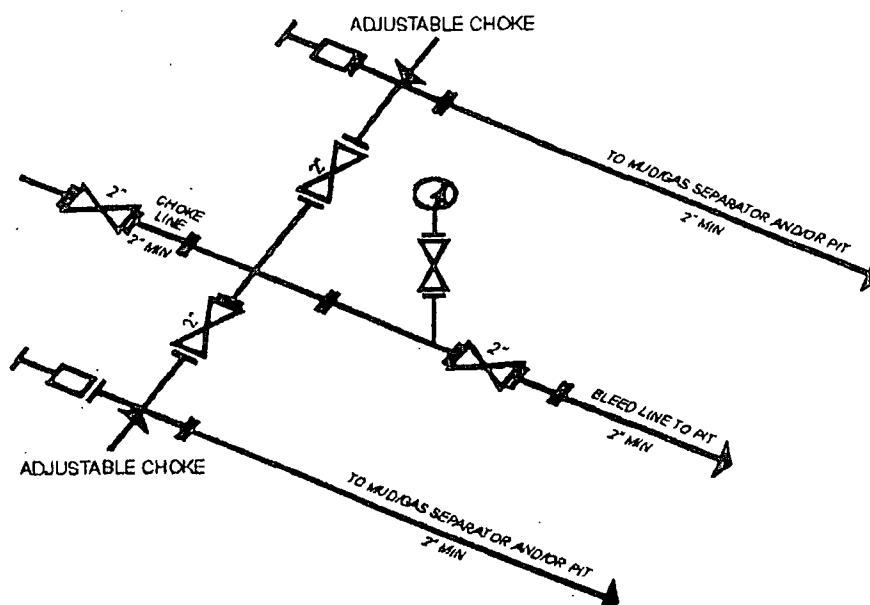 ADJUSTABLE CHOKE
2"
TO MUD/GAS SEPARATOR AND/OR PIT
2" MIN
2"
CHOKE
LINE
2" MIN
2"
2"
BLEED LINE TO PIT
2" MIN
ADJUSTABLE CHOKE
TO MUD/GAS SEPARATOR AND/OR PIT
2" MIN